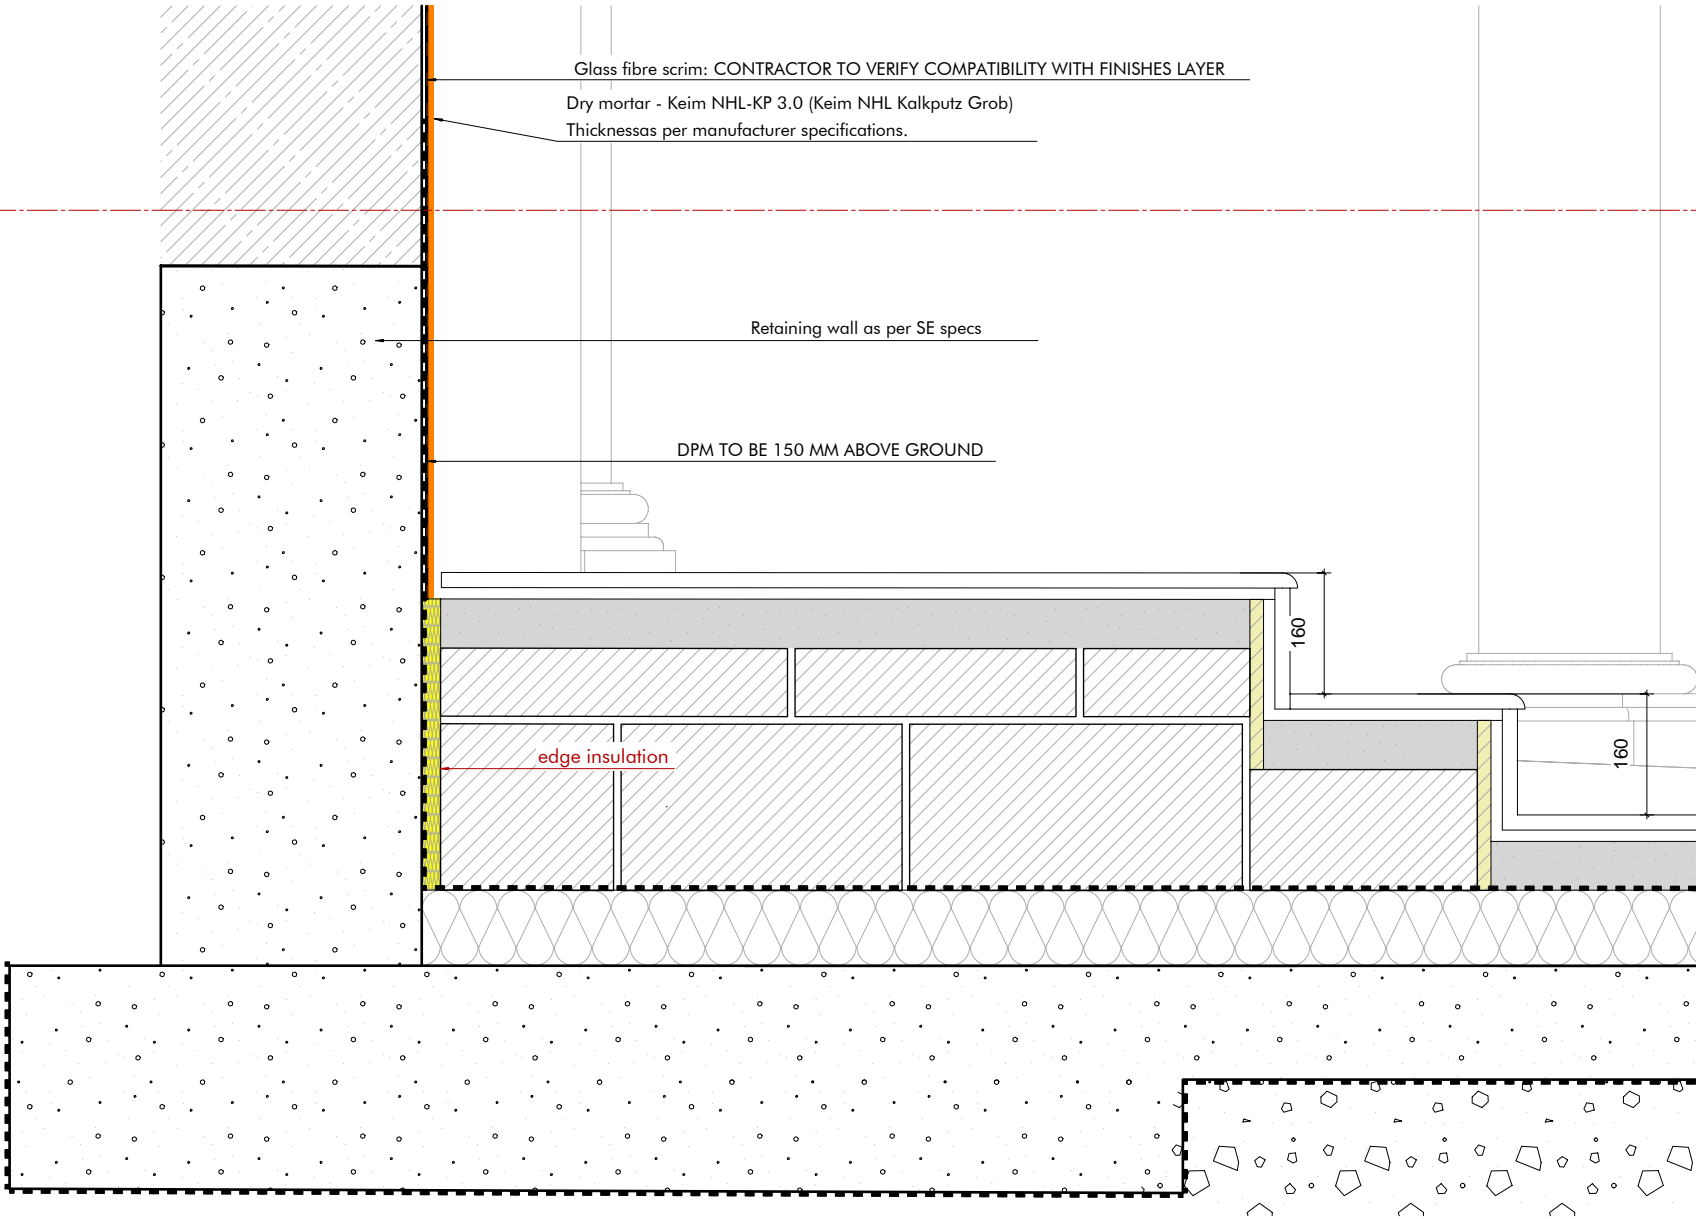 Glass fibre scrim: CONTRACTOR TO VERIFY COMPATIBILITY WITH FINISHES LAYER
Dry mortar - Keim NHL-KP 3.0 (Keim NHL Kalkputz Grob)
Thicknessas per manufacturer specifications.
Retaining wall as per SE specs
DPM TO BE 150 MM ABOVE GROUND
160
160
edge insulation